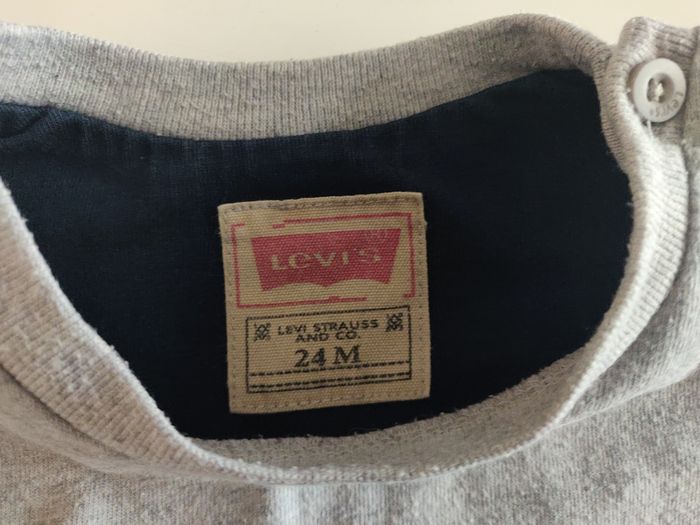 LEVI'S
LEVI STRAUSS
AND CO.
24 M